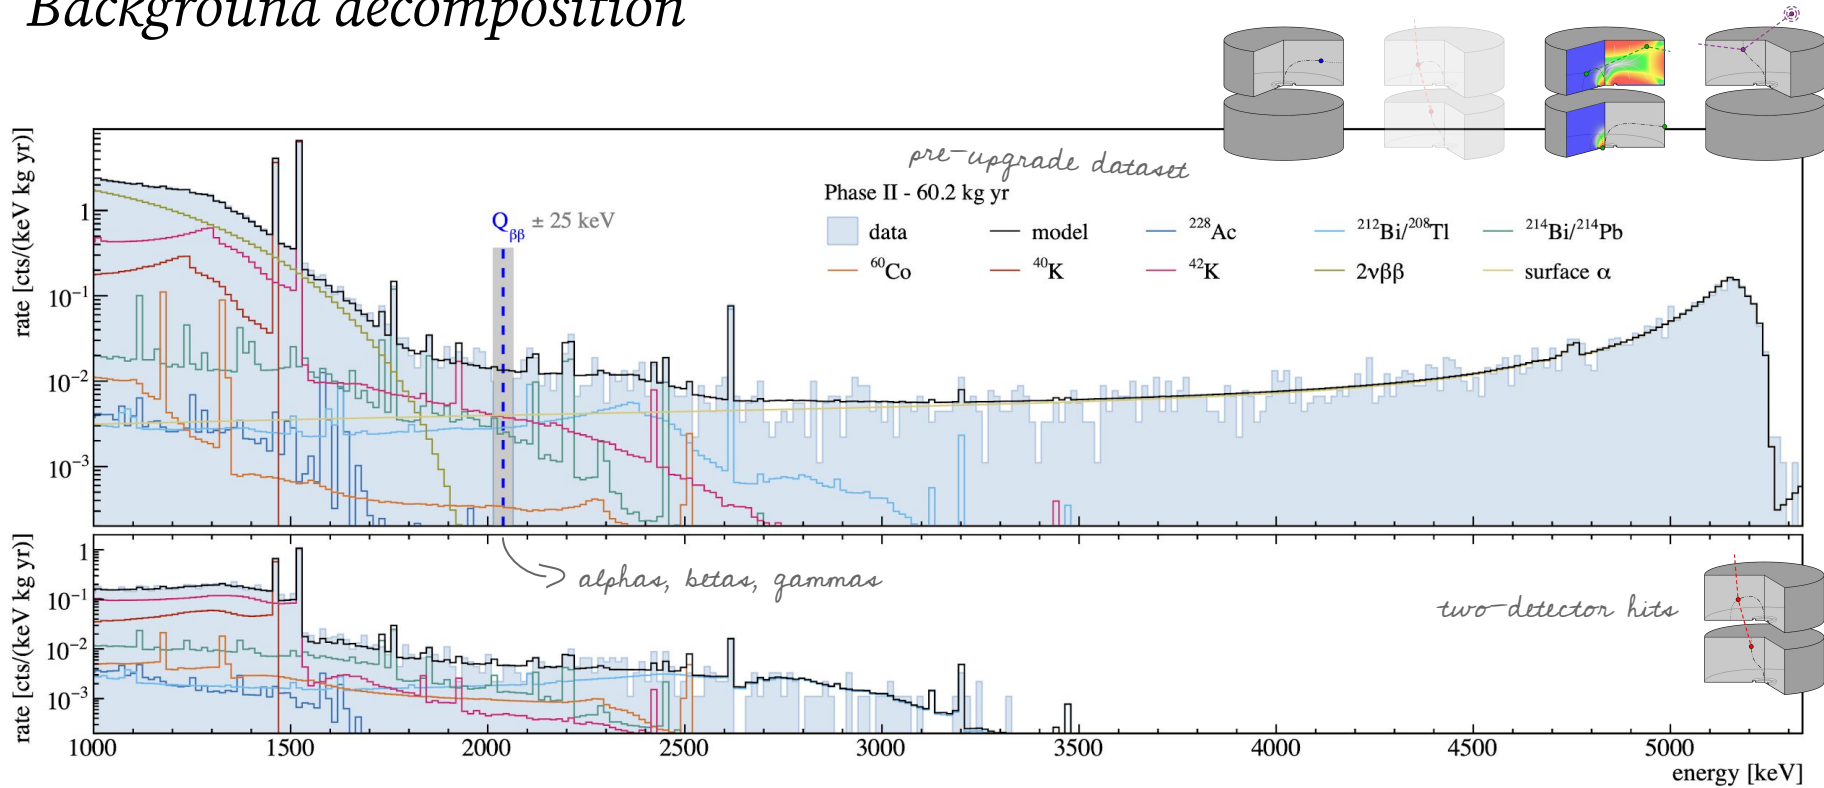 Background decomposition
pre-upgrade dataset
Phase II - 60.2 kg yr
data
model
²²⁸Ac
²¹²Bi/²⁰⁸Tl
²¹⁴Bi/²¹⁴Pb
⁶⁰Co
⁴⁰K
⁴²K
2νββ
surface α
Qββ ± 25 keV
rate [cts/(keV kg yr)]
1
10⁻¹
10⁻²
10⁻³
alphas, betas, gammas
two-detector hits
rate [cts/(keV kg yr)]
1
10⁻¹
10⁻²
10⁻³
1000 1500 2000 2500 3000 3500 4000 4500 5000
energy [keV]